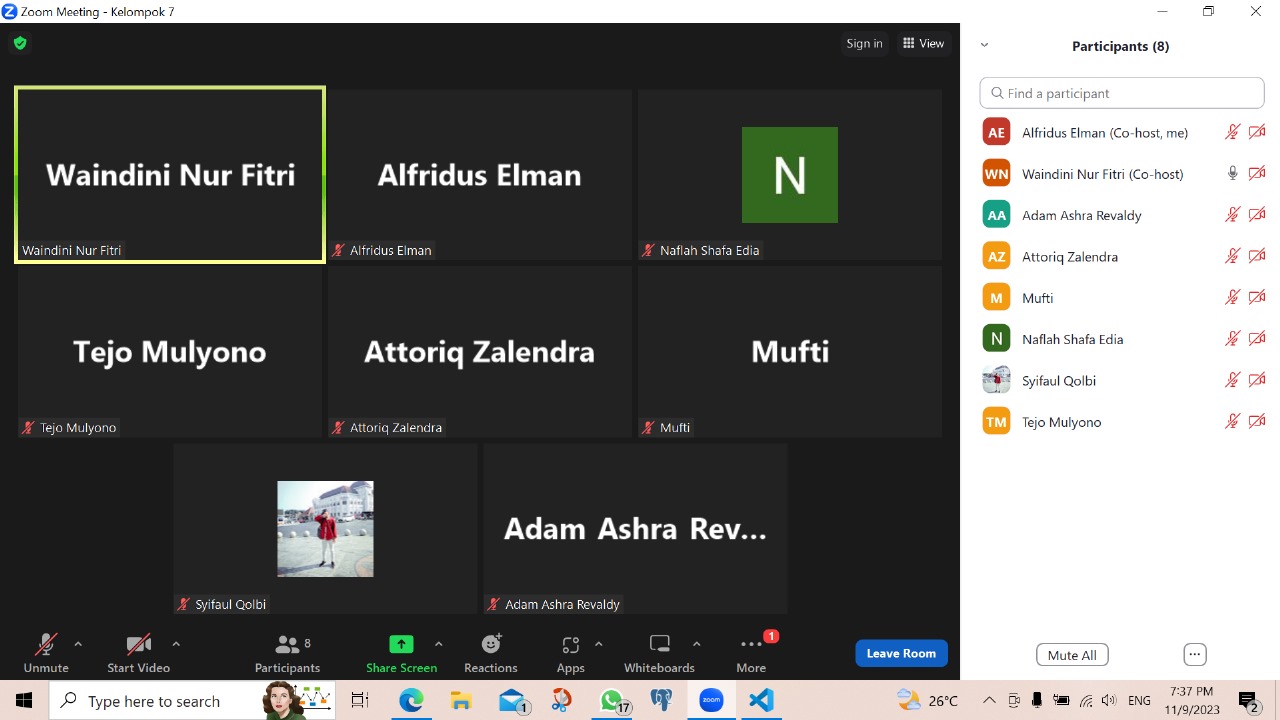 Zoom Meeting - Kelompok 7
Sign in
View
Waindini Nur Fitri
Waindini Nur Fitri
Alfridus Elman
Alfridus Elman
N
Naflah Shafa Edia
Tejo Mulyono
Tejo Mulyono
Attoriq Zalendra
Attoriq Zalendra
Mufti
Mufti
Syifaul Qolbi
Adam Ashra Rev...
Adam Ashra Revaldy
Participants (8)
Find a participant
AE Alfridus Elman (Co-host, me)
WN Waindini Nur Fitri (Co-host)
AA Adam Ashra Revaldy
AZ Attoriq Zalendra
M Mufti
N Naflah Shafa Edia
Syifaul Qolbi
TM Tejo Mulyono
Mute All
Unmute
Start Video
8
Participants
Share Screen
Reactions
Apps
Whiteboards
1
More
Leave Room
Type here to search
1
17
zoom
26°C
ENG
7:37 PM
11/9/2023
2